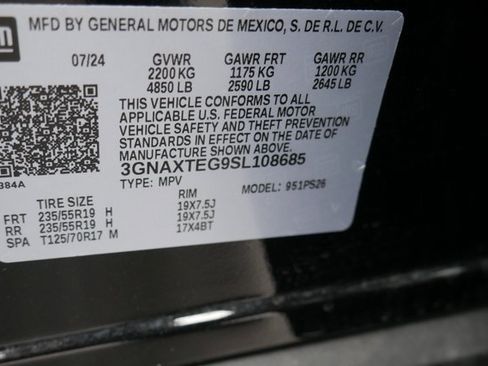 gm
MFD BY GENERAL MOTORS DE MEXICO, S. DE R.L. DE C.V.
07/24 GVWR GAWR FRT GAWR RR
2200 KG 1175 KG 1200 KG
4850 LB 2590 LB 2645 LB
THIS VEHICLE CONFORMS TO ALL
APPLICABLE U.S. FEDERAL MOTOR
VEHICLE SAFETY AND THEFT PREVENTION
STANDARDS IN EFFECT ON THE DATE OF
MANUFACTURE SHOWN ABOVE.
3GNAXTEG9SL108685
384A TYPE: MPV MODEL: 951PS26
TIRE SIZE RIM
FRT 235/55R19 H 19X7.5J
RR 235/55R19 H 19X7.5J
SPA T125/70R17 M 17X4BT